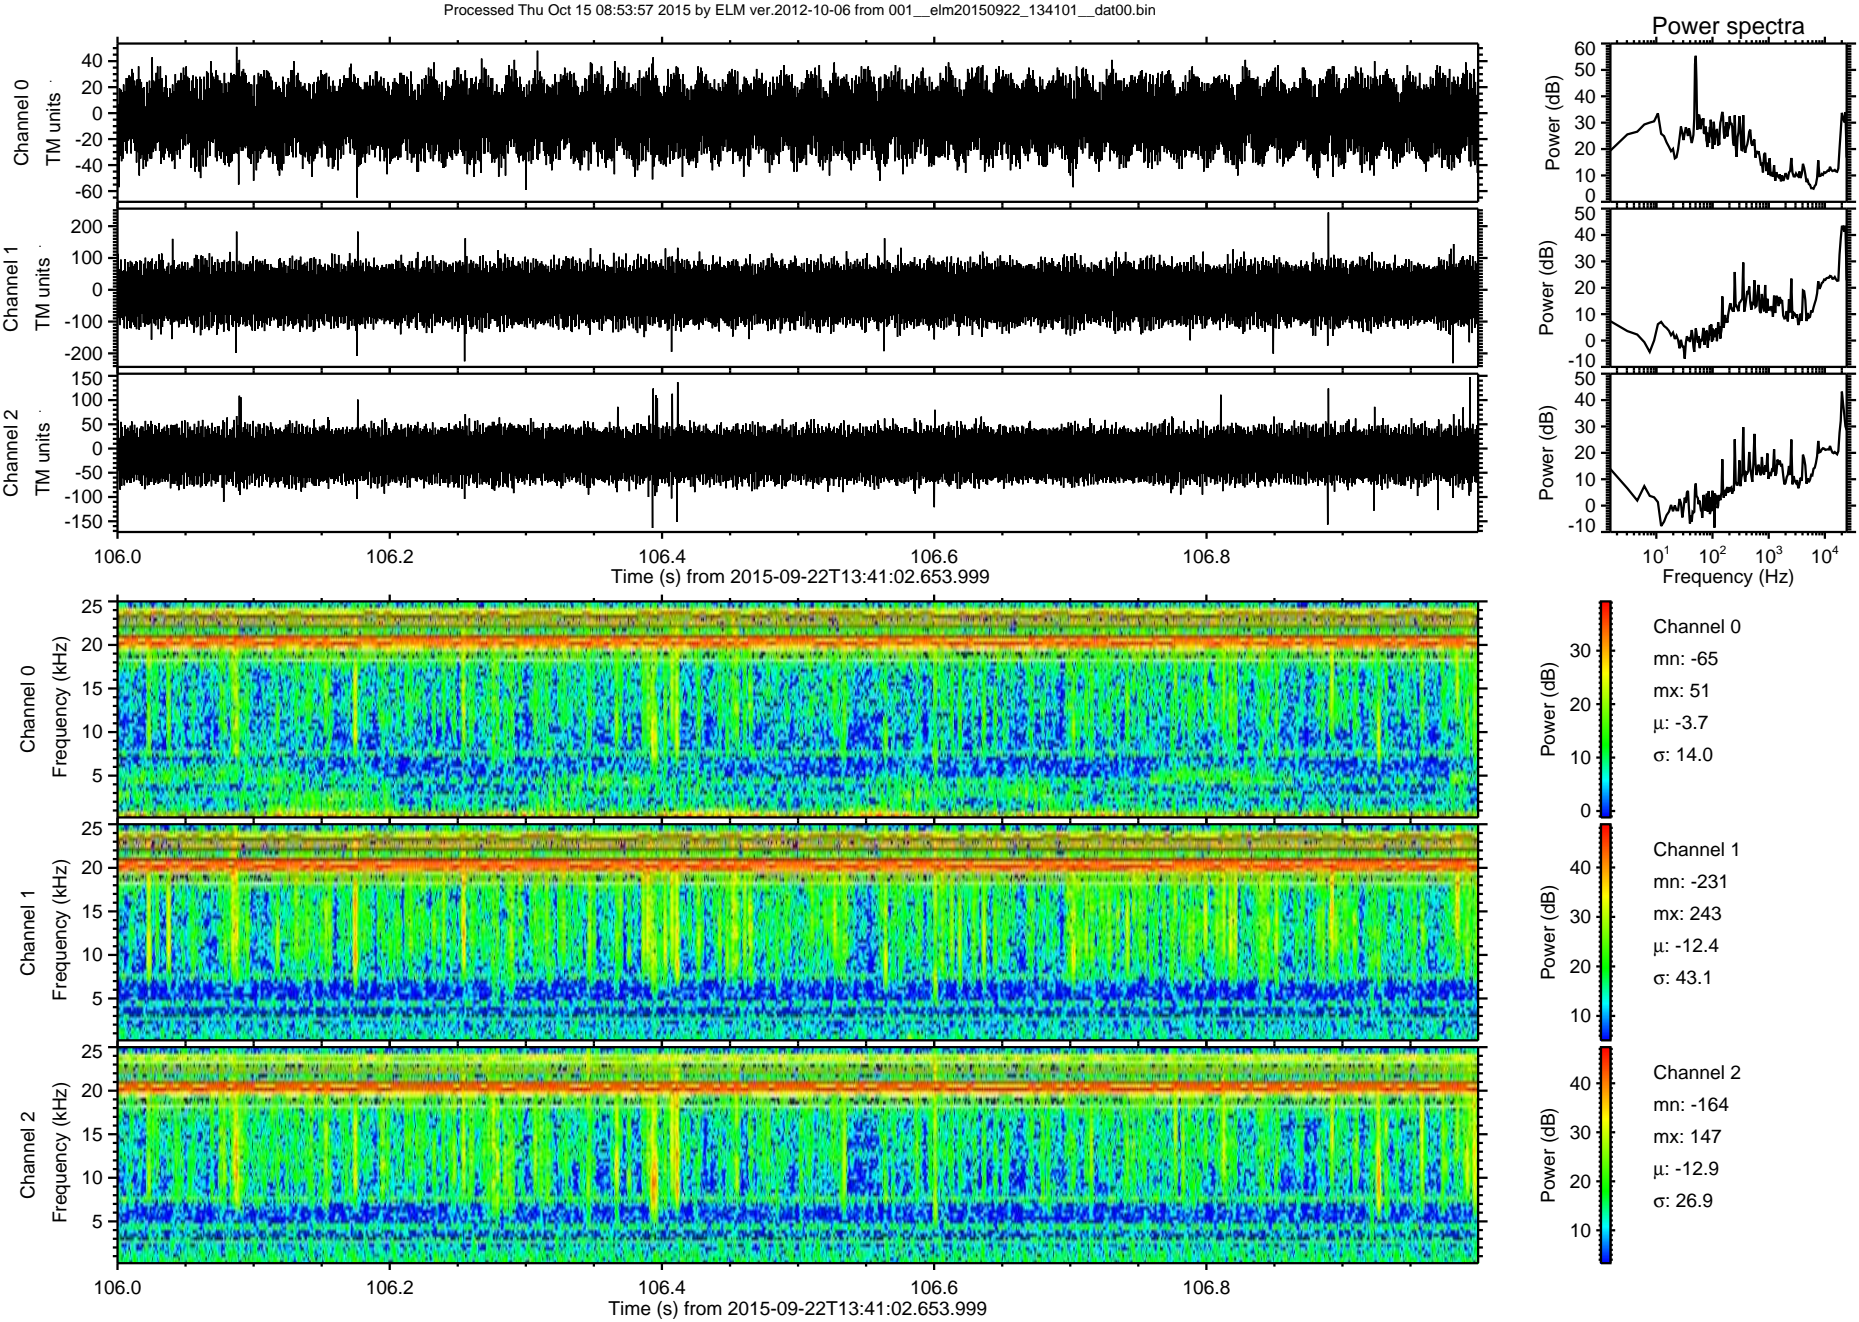 Processed Thu Oct 15 08:53:57 2015 by ELM ver.2012-10-06 from 001__elm20150922_134101__dat00.bin
Power spectra
Channel 0
TM units
40
20
0
-20
-40
-60
Power (dB)
60
50
40
30
20
10
0
Channel 1
TM units
200
100
0
-100
-200
Power (dB)
50
40
30
20
10
0
-10
Channel 2
TM units
150
100
50
0
-50
-100
-150
Power (dB)
50
40
30
20
10
0
-10
106.0 106.2 106.4 106.6 106.8
Time (s) from 2015-09-22T13:41:02.653.999
10¹ 10² 10³ 10⁴
Frequency (Hz)
Channel 0
Frequency (kHz)
25
20
15
10
5
Power (dB)
30
20
10
0
Channel 0
mn: -65
mx: 51
μ: -3.7
σ: 14.0
Channel 1
Frequency (kHz)
25
20
15
10
5
Power (dB)
40
30
20
10
Channel 1
mn: -231
mx: 243
μ: -12.4
σ: 43.1
Channel 2
Frequency (kHz)
25
20
15
10
5
Power (dB)
40
30
20
10
Channel 2
mn: -164
mx: 147
μ: -12.9
σ: 26.9
106.0 106.2 106.4 106.6 106.8
Time (s) from 2015-09-22T13:41:02.653.999